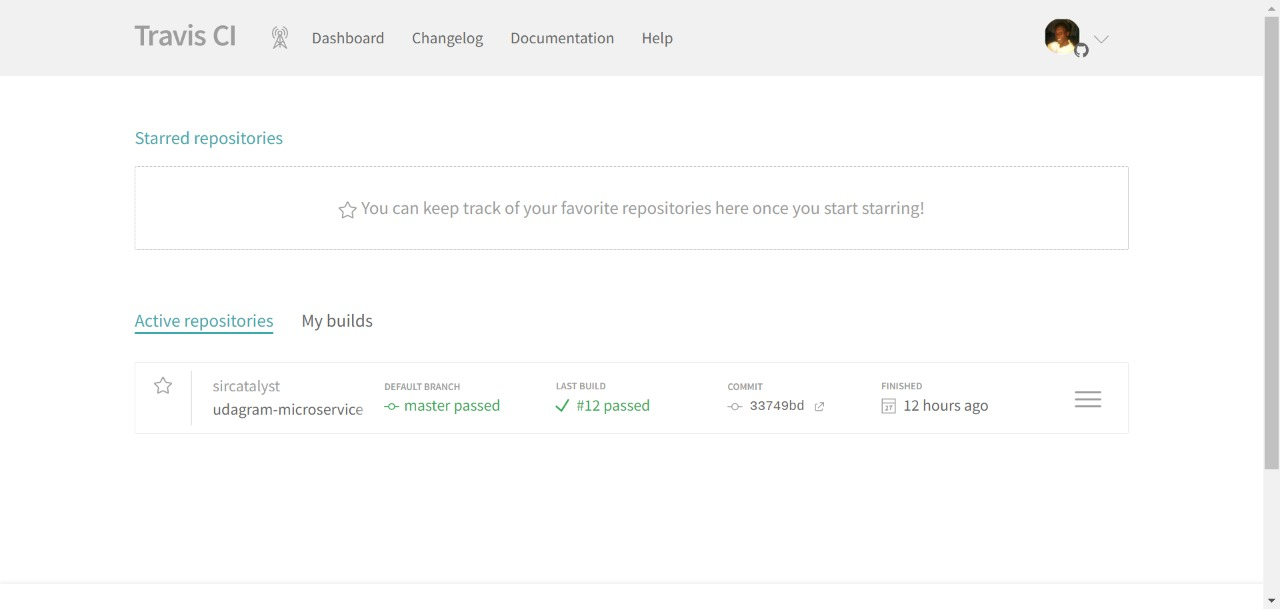 Travis CI Dashboard Changelog Documentation Help
Starred repositories
You can keep track of your favorite repositories here once you start starring!
Active repositories My builds
sircatalyst DEFAULT BRANCH LAST BUILD COMMIT FINISHED
udagram-microservice master passed #12 passed 33749bd 27 12 hours ago